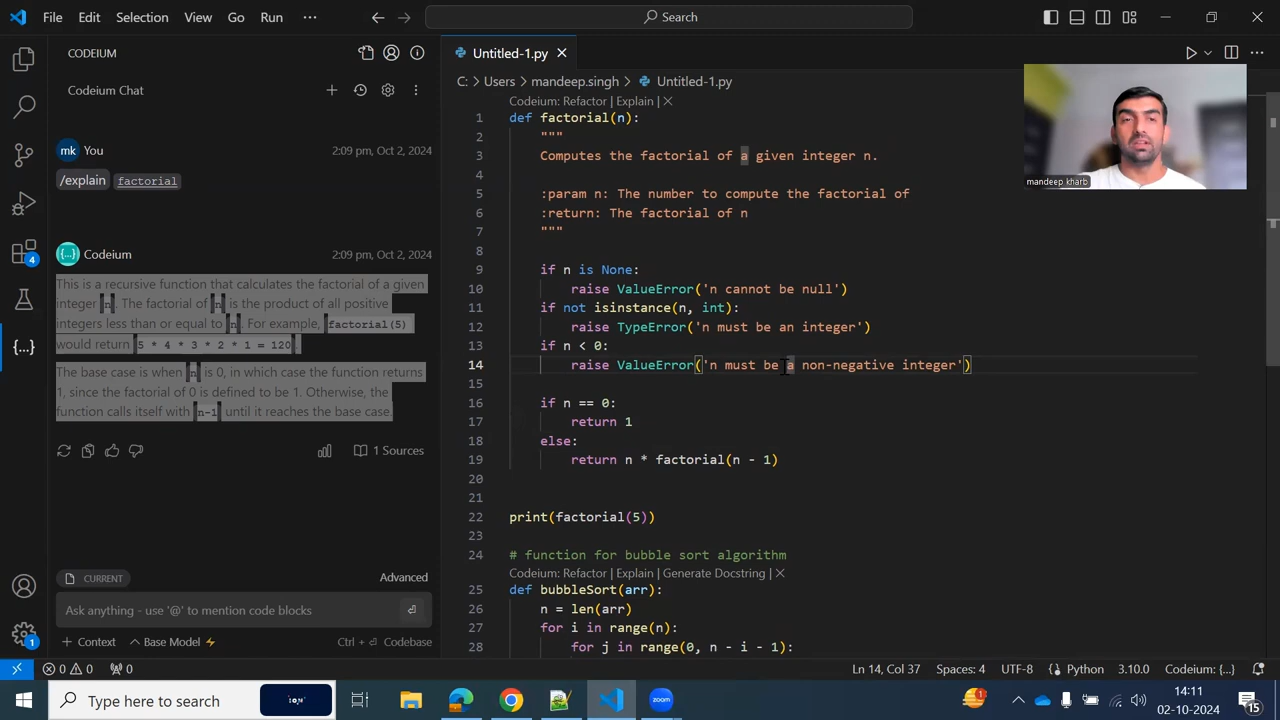 File Edit Selection View Go Run ··· Search
CODEIUM
Untitled-1.py
Codeium Chat
C: > Users > mandeep.singh > Untitled-1.py
Codeium: Refactor | Explain | ×
1 def factorial(n):
2 """
3 Computes the factorial of a given integer n.
4
5 :param n: The number to compute the factorial of
6 :return: The factorial of n
7 """
8
9 if n is None:
10 raise ValueError('n cannot be null')
11 if not isinstance(n, int):
12 raise TypeError('n must be an integer')
13 if n < 0:
14 raise ValueError('n must be a non-negative integer')
15
16 if n == 0:
17 return 1
18 else:
19 return n * factorial(n - 1)
20
21
22 print(factorial(5))
23
24 # function for bubble sort algorithm
Codeium: Refactor | Explain | Generate Docstring | ×
25 def bubbleSort(arr):
26 n = len(arr)
27 for i in range(n):
28 for j in range(0, n - i - 1):
mk You 2:09 pm, Oct 2, 2024
/explain factorial
{...} Codeium 2:09 pm, Oct 2, 2024
This is a recursive function that calculates the factorial of a given
integer n. The factorial of n is the product of all positive
integers less than or equal to n. For example, factorial(5)
would return 5 * 4 * 3 * 2 * 1 = 120.
The base case is when n is 0, in which case the function returns
1, since the factorial of 0 is defined to be 1. Otherwise, the
function calls itself with n-1 until it reaches the base case.
1 Sources
4
{...}
CURRENT
Advanced
Ask anything - use '@' to mention code blocks
+ Context Base Model Ctrl + Codebase
1
mandeep kharb
0 0 0 Ln 14, Col 37 Spaces: 4 UTF-8 Python 3.10.0 Codeium: {...}
Type here to search
zoom
1
14:11
02-10-2024
15